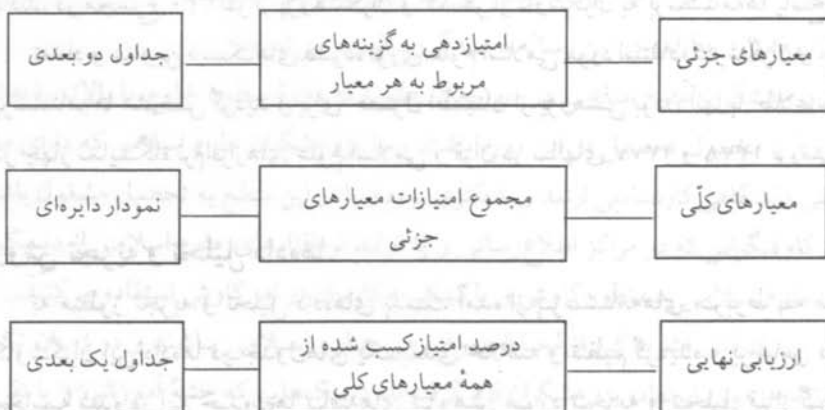 معیارهای جزئی
امتیازدهی به گزینه‌های
مربوط به هر معیار
جداول دو بعدی
معیارهای کلّی
مجموع امتیازات معیارهای
جزئی
نمودار دایره‌ای
ارزیابی نهایی
درصد امتیاز کسب شده از
همهٔ معیارهای کلی
جداول یک بعدی